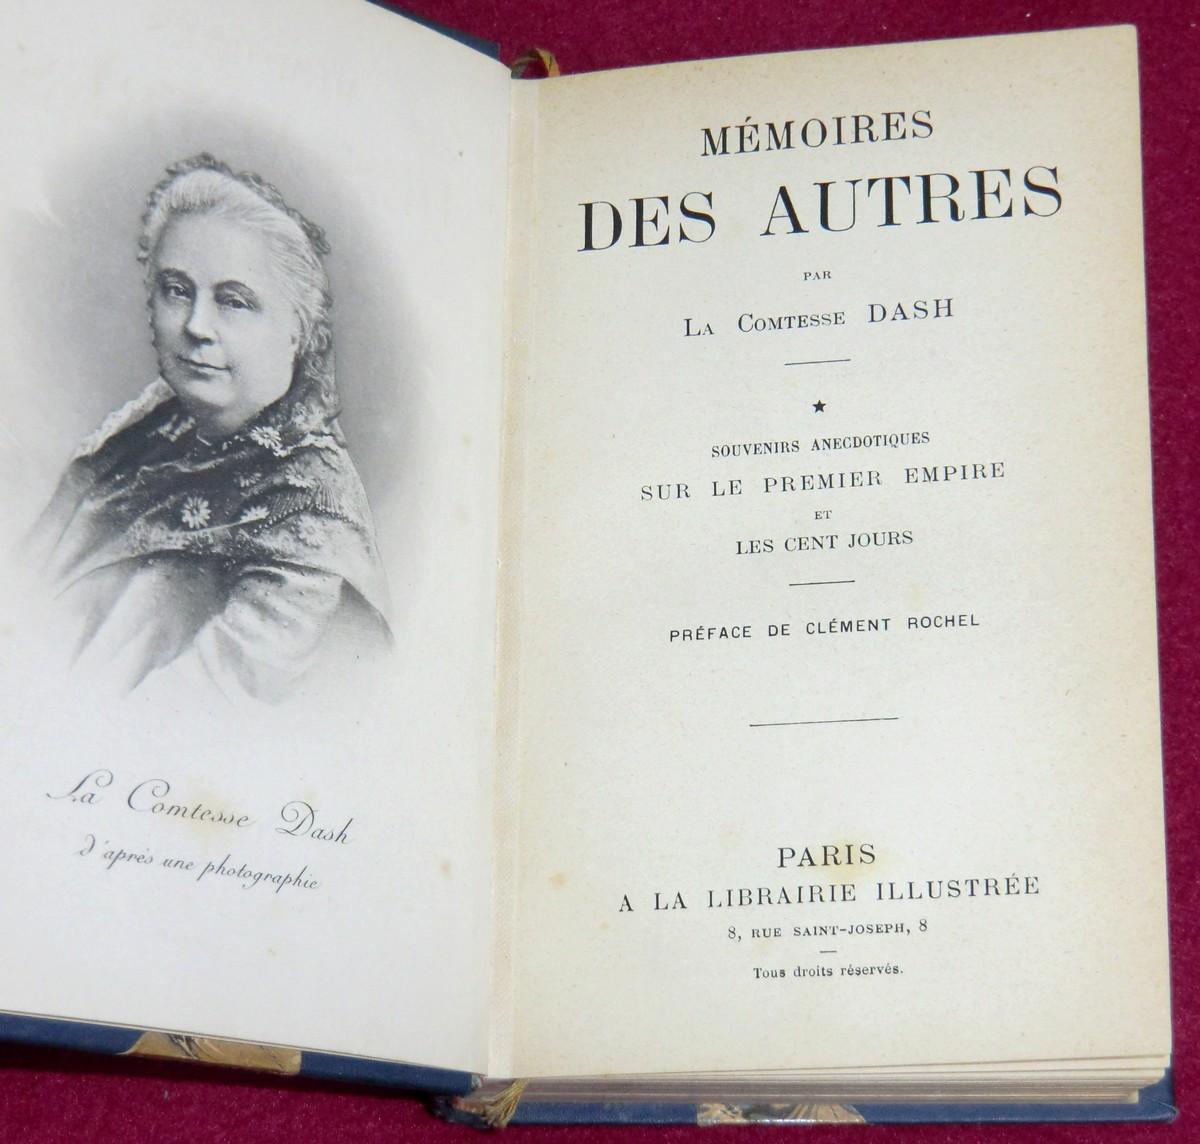 La Comtesse Dash
d'après une photographie
MÉMOIRES
DES AUTRES
PAR
LA COMTESSE DASH
★
SOUVENIRS ANECDOTIQUES
SUR LE PREMIER EMPIRE
ET
LES CENT JOURS
PRÉFACE DE CLÉMENT ROCHEL
PARIS
A LA LIBRAIRIE ILLUSTRÉE
8, RUE SAINT-JOSEPH, 8
Tous droits réservés.